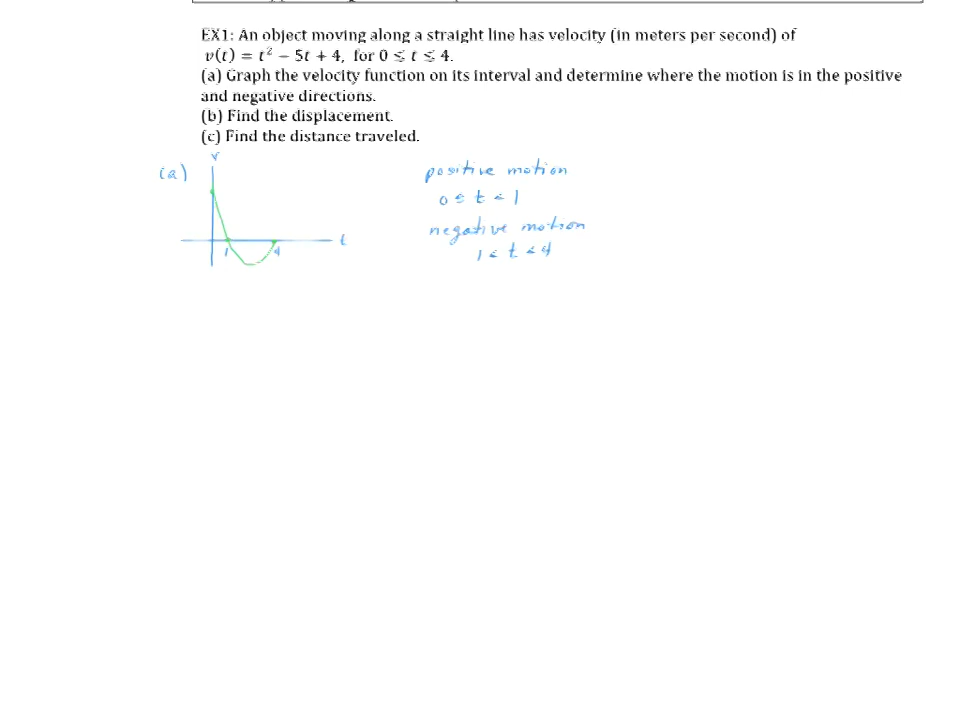 EX1: An object moving along a straight line has velocity (in meters per second) of
v(t) = t² − 5t + 4, for 0 ≤ t ≤ 4.
(a) Graph the velocity function on its interval and determine where the motion is in the positive
and negative directions.
(b) Find the displacement.
(c) Find the distance traveled.
(a)
v
t
1
4
positive motion
0 ≤ t < 1
negative motion
1 < t < 4